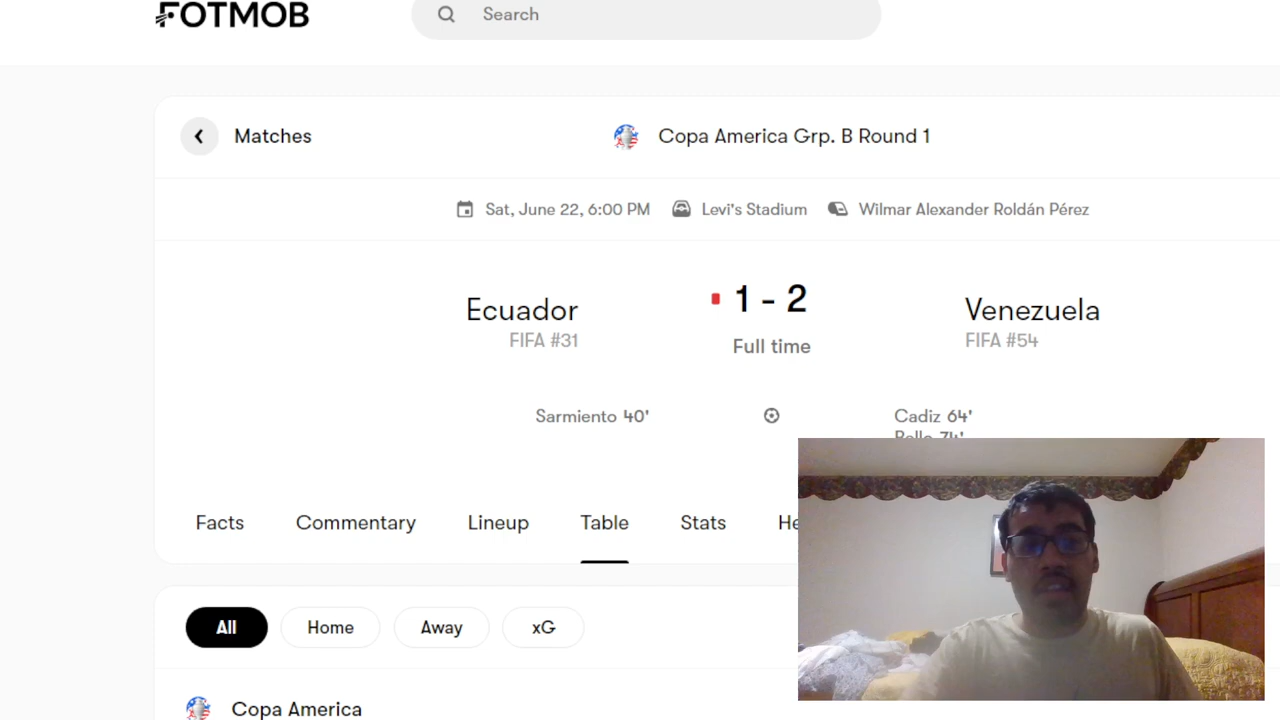 FOTMOB
Search
Matches
Copa America Grp. B Round 1
Sat, June 22, 6:00 PM Levi's Stadium Wilmar Alexander Roldán Pérez
Ecuador 1 - 2 Venezuela
FIFA #31 Full time FIFA #54
Sarmiento 40' Cadiz 64'
Bello 74'
Facts Commentary Lineup Table Stats
All Home Away xG
Copa America